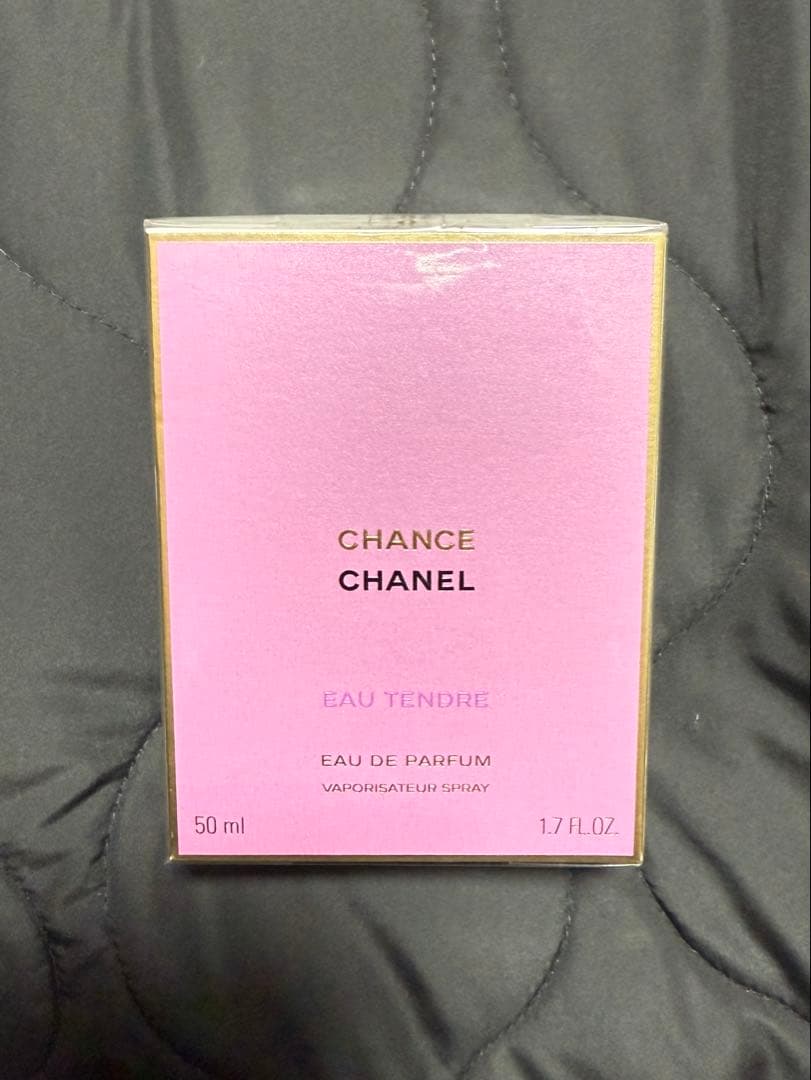 CHANCE
CHANEL
EAU TENDRE
EAU DE PARFUM
VAPORISATEUR SPRAY
50 ml 1.7 FL.OZ.